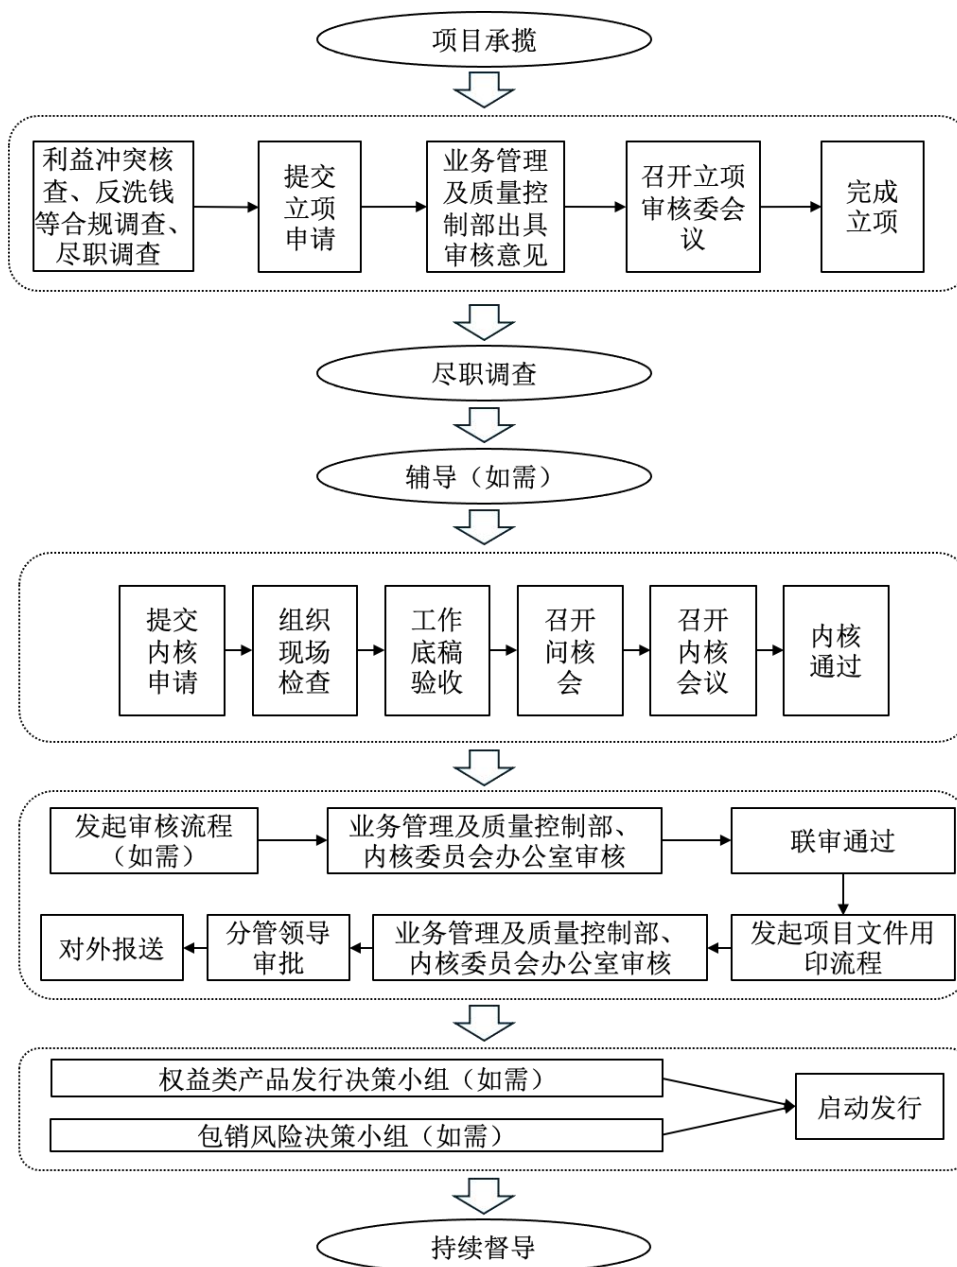 项目承揽
利益冲突核
查、反洗钱
等合规调查、
尽职调查
提交
立项
申请
业务管理
及质量控
制部出具
审核意见
召开立项
审核委会
议
完成
立项
尽职调查
辅导（如需）
提交
内核
申请
组织
现场
检查
工作
底稿
验收
召开
问核
会
召开
内核
会议
内核
通过
发起审核流程
（如需）
业务管理及质量控制部、
内核委员会办公室审核
联审通过
发起项目文件用
印流程
业务管理及质量控制部、
内核委员会办公室审核
分管领导
审批
对外报送
权益类产品发行决策小组（如需）
包销风险决策小组（如需）
启动发行
持续督导